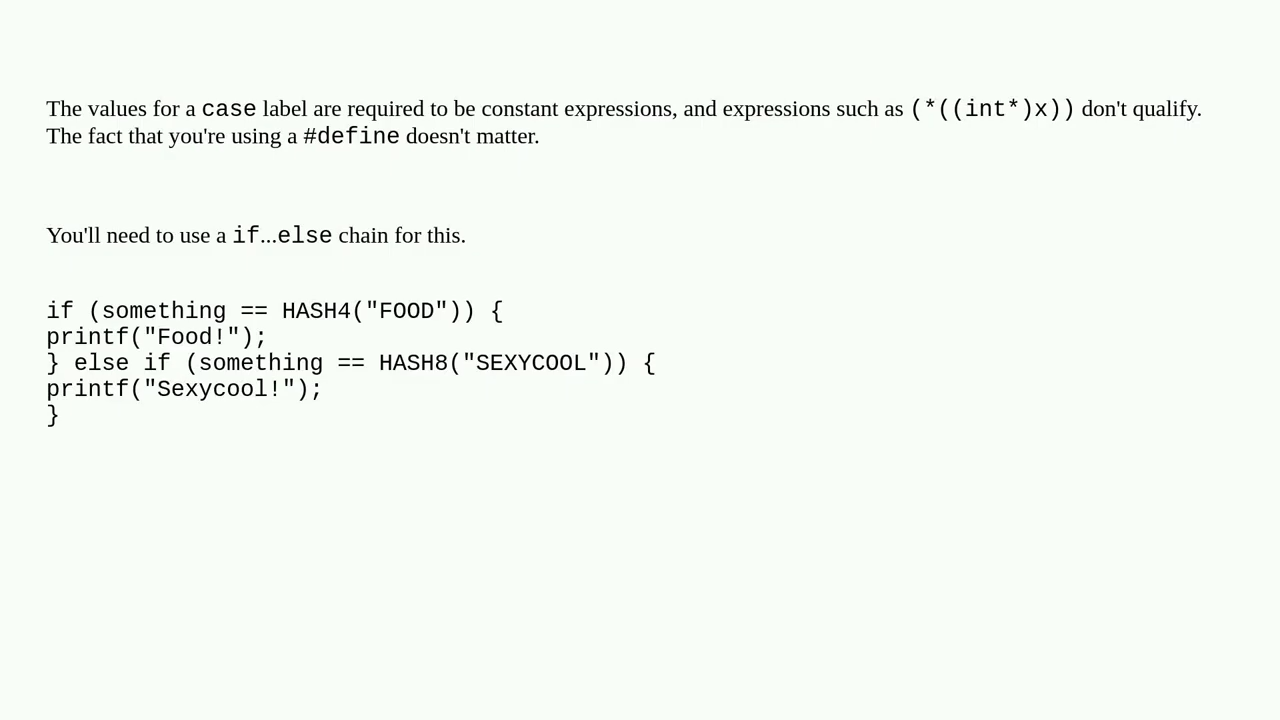 The values for a case label are required to be constant expressions, and expressions such as (*((int*)x)) don't qualify.
The fact that you're using a #define doesn't matter.
You'll need to use a if...else chain for this.
if (something == HASH4("FOOD")) {
printf("Food!");
} else if (something == HASH8("SEXYCOOL")) {
printf("Sexycool!");
}